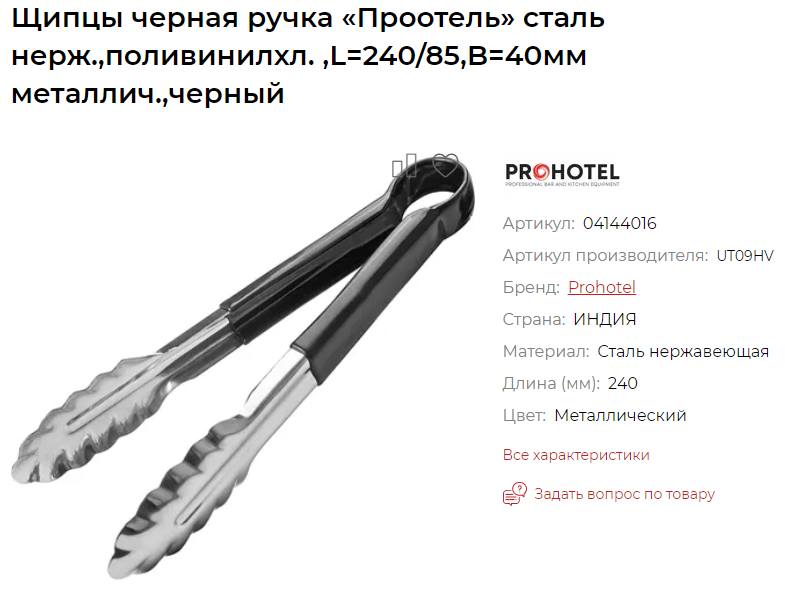 Щипцы черная ручка «Проотель» сталь
нерж.,поливинилхл. ,L=240/85,B=40мм
металлич.,черный
PROHOTEL
PROFESSIONAL BAR AND KITCHEN EQUIPMENT
Артикул: 04144016
Артикул производителя: UT09HV
Бренд: Prohotel
Страна: ИНДИЯ
Материал: Сталь нержавеющая
Длина (мм): 240
Цвет: Металлический
Все характеристики
Задать вопрос по товару